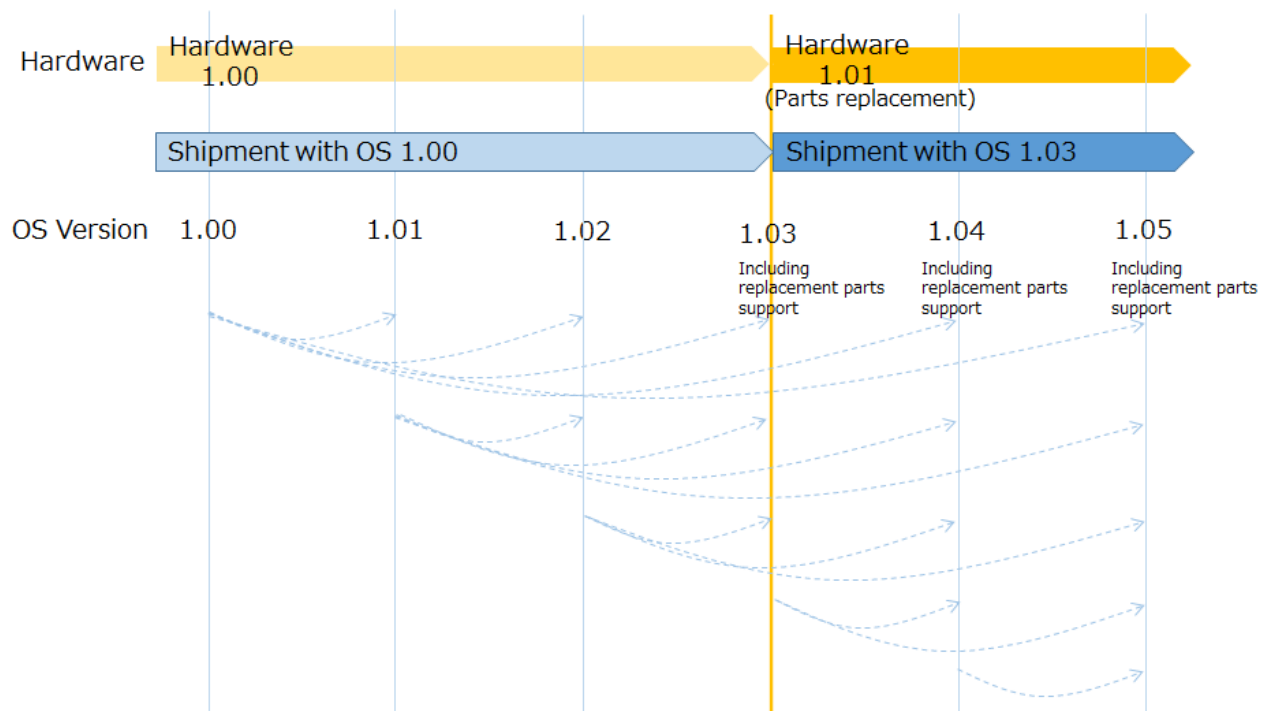 Hardware
Hardware
1.00
Hardware
1.01
(Parts replacement)
Shipment with OS 1.00
Shipment with OS 1.03
OS Version
1.00
1.01
1.02
1.03
1.04
1.05
Including
replacement parts
support
Including
replacement parts
support
Including
replacement parts
support